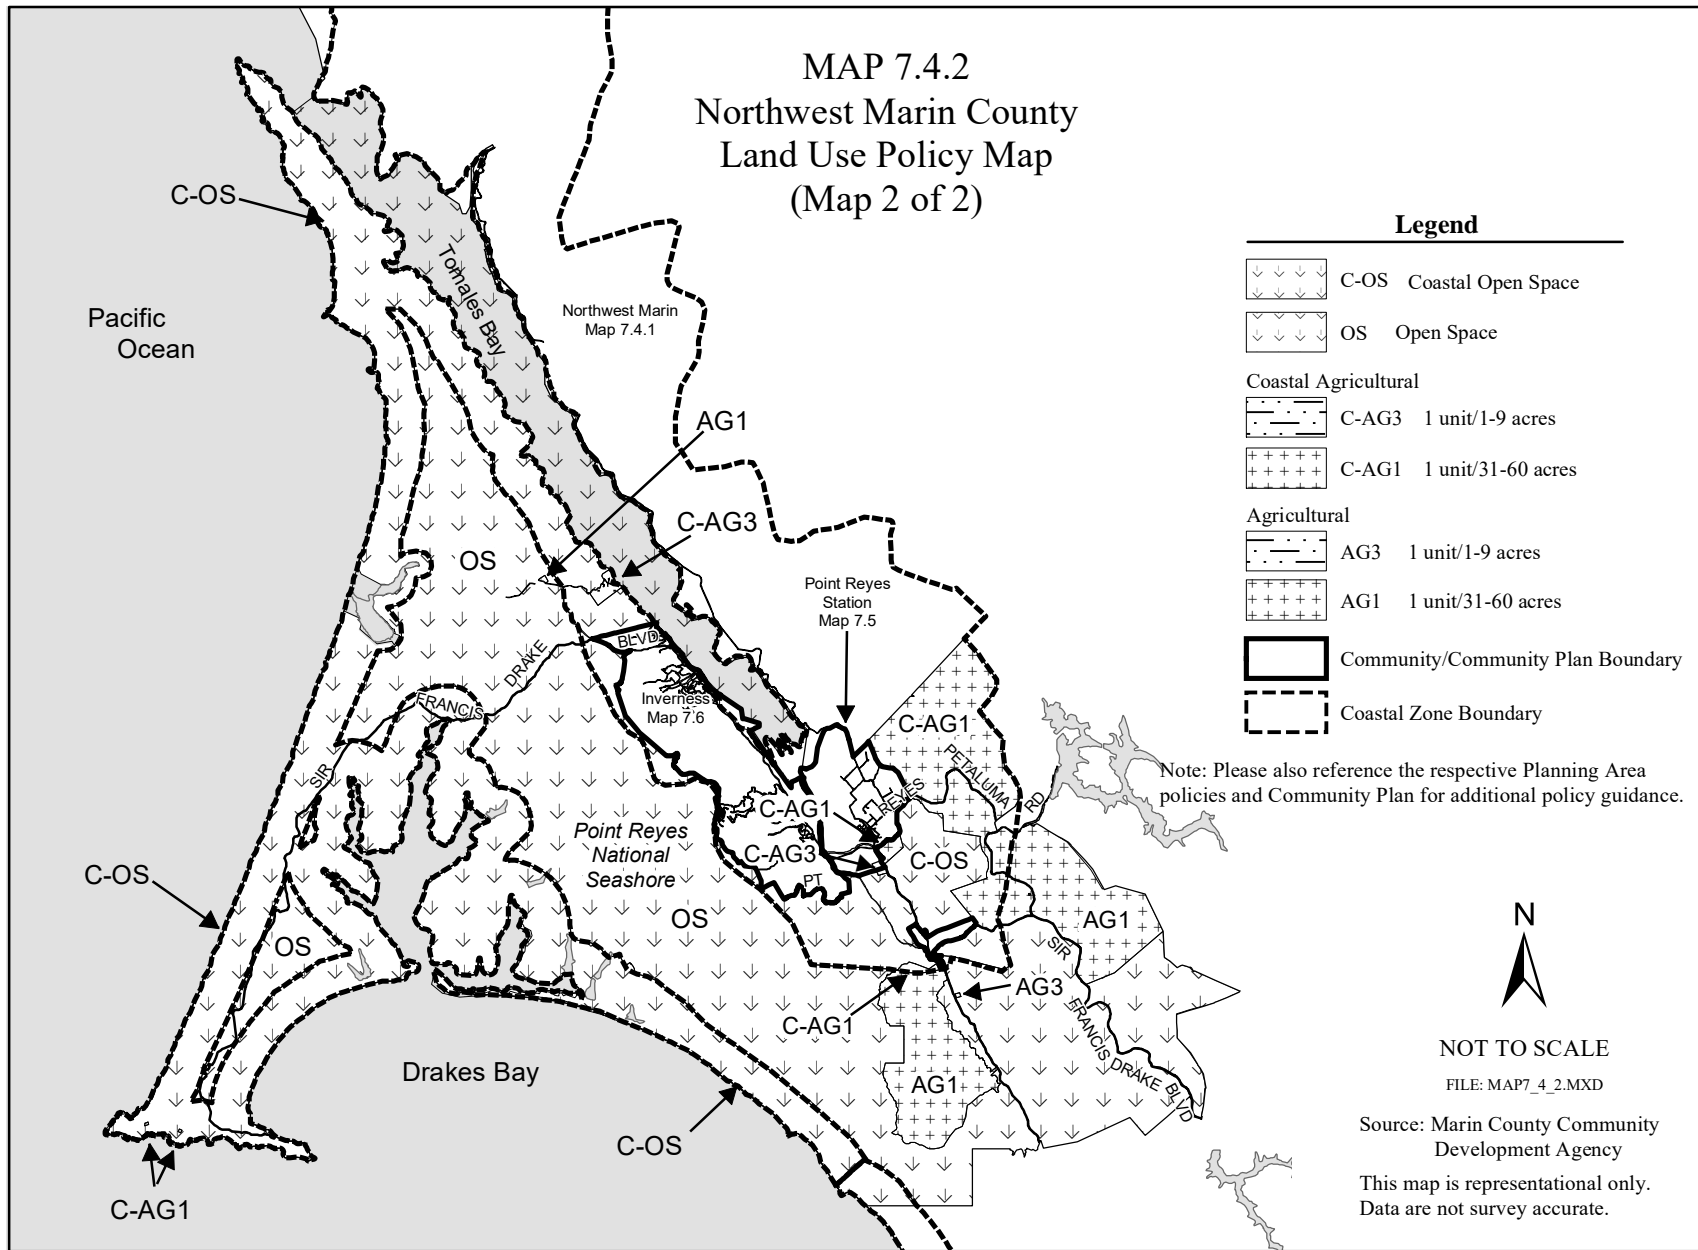 MAP 7.4.2
Northwest Marin County
Land Use Policy Map
(Map 2 of 2)
C-OS
Pacific
Ocean
Tomales Bay
Northwest Marin
Map 7.4.1
AG1
C-AG3
OS
Point Reyes
Station
Map 7.5
BLVD
DRAKE
FRANCIS
SIR
Inverness
Map 7.6
C-AG1
PETALUMA
RD
REYES
C-AG1
C-AG3
PT
C-OS
Point Reyes
National
Seashore
C-OS
OS
OS
AG1
SIR
FRANCIS DRAKE BLVD
AG3
C-AG1
AG1
Drakes Bay
C-OS
C-AG1
Legend
C-OS Coastal Open Space
OS Open Space
Coastal Agricultural
C-AG3 1 unit/1-9 acres
C-AG1 1 unit/31-60 acres
Agricultural
AG3 1 unit/1-9 acres
AG1 1 unit/31-60 acres
Community/Community Plan Boundary
Coastal Zone Boundary
Note: Please also reference the respective Planning Area
policies and Community Plan for additional policy guidance.
N
NOT TO SCALE
FILE: MAP7_4_2.MXD
Source: Marin County Community
Development Agency
This map is representational only.
Data are not survey accurate.